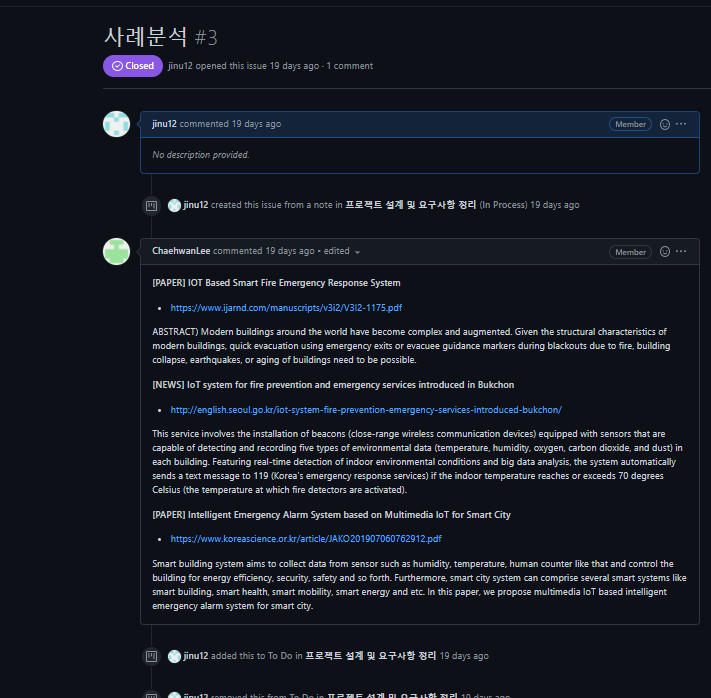 사례분석 #3
Closed jinu12 opened this issue 19 days ago · 1 comment
jinu12 commented 19 days ago Member
No description provided.
jinu12 created this issue from a note in 프로젝트 설계 및 요구사항 정리 (In Process) 19 days ago
ChaehwanLee commented 19 days ago • edited Member
[PAPER] IOT Based Smart Fire Emergency Response System
• https://www.ijarnd.com/manuscripts/v3i2/V3I2-1175.pdf
ABSTRACT) Modern buildings around the world have become complex and augmented. Given the structural characteristics of
modern buildings, quick evacuation using emergency exits or evacuee guidance markers during blackouts due to fire, building
collapse, earthquakes, or aging of buildings need to be possible.
[NEWS] IoT system for fire prevention and emergency services introduced in Bukchon
• http://english.seoul.go.kr/iot-system-fire-prevention-emergency-services-introduced-bukchon/
This service involves the installation of beacons (close-range wireless communication devices) equipped with sensors that are
capable of detecting and recording five types of environmental data (temperature, humidity, oxygen, carbon dioxide, and dust) in
each building. Featuring real-time detection of indoor environmental conditions and big data analysis, the system automatically
sends a text message to 119 (Korea's emergency response services) if the indoor temperature reaches or exceeds 70 degrees
Celsius (the temperature at which fire detectors are activated).
[PAPER] Intelligent Emergency Alarm System based on Multimedia IoT for Smart City
• https://www.koreascience.or.kr/article/JAKO201907060762912.pdf
Smart building system aims to collect data from sensor such as humidity, temperature, human counter like that and control the
building for energy efficiency, security, safety and so forth. Furthermore, smart city system can comprise several smart systems like
smart building, smart health, smart mobility, smart energy and etc. In this paper, we propose multimedia IoT based intelligent
emergency alarm system for smart city.
jinu12 added this to To Do in 프로젝트 설계 및 요구사항 정리 19 days ago
jinu12 removed this from To Do in 프로젝트 설계 및 요구사항 정리 19 days ago